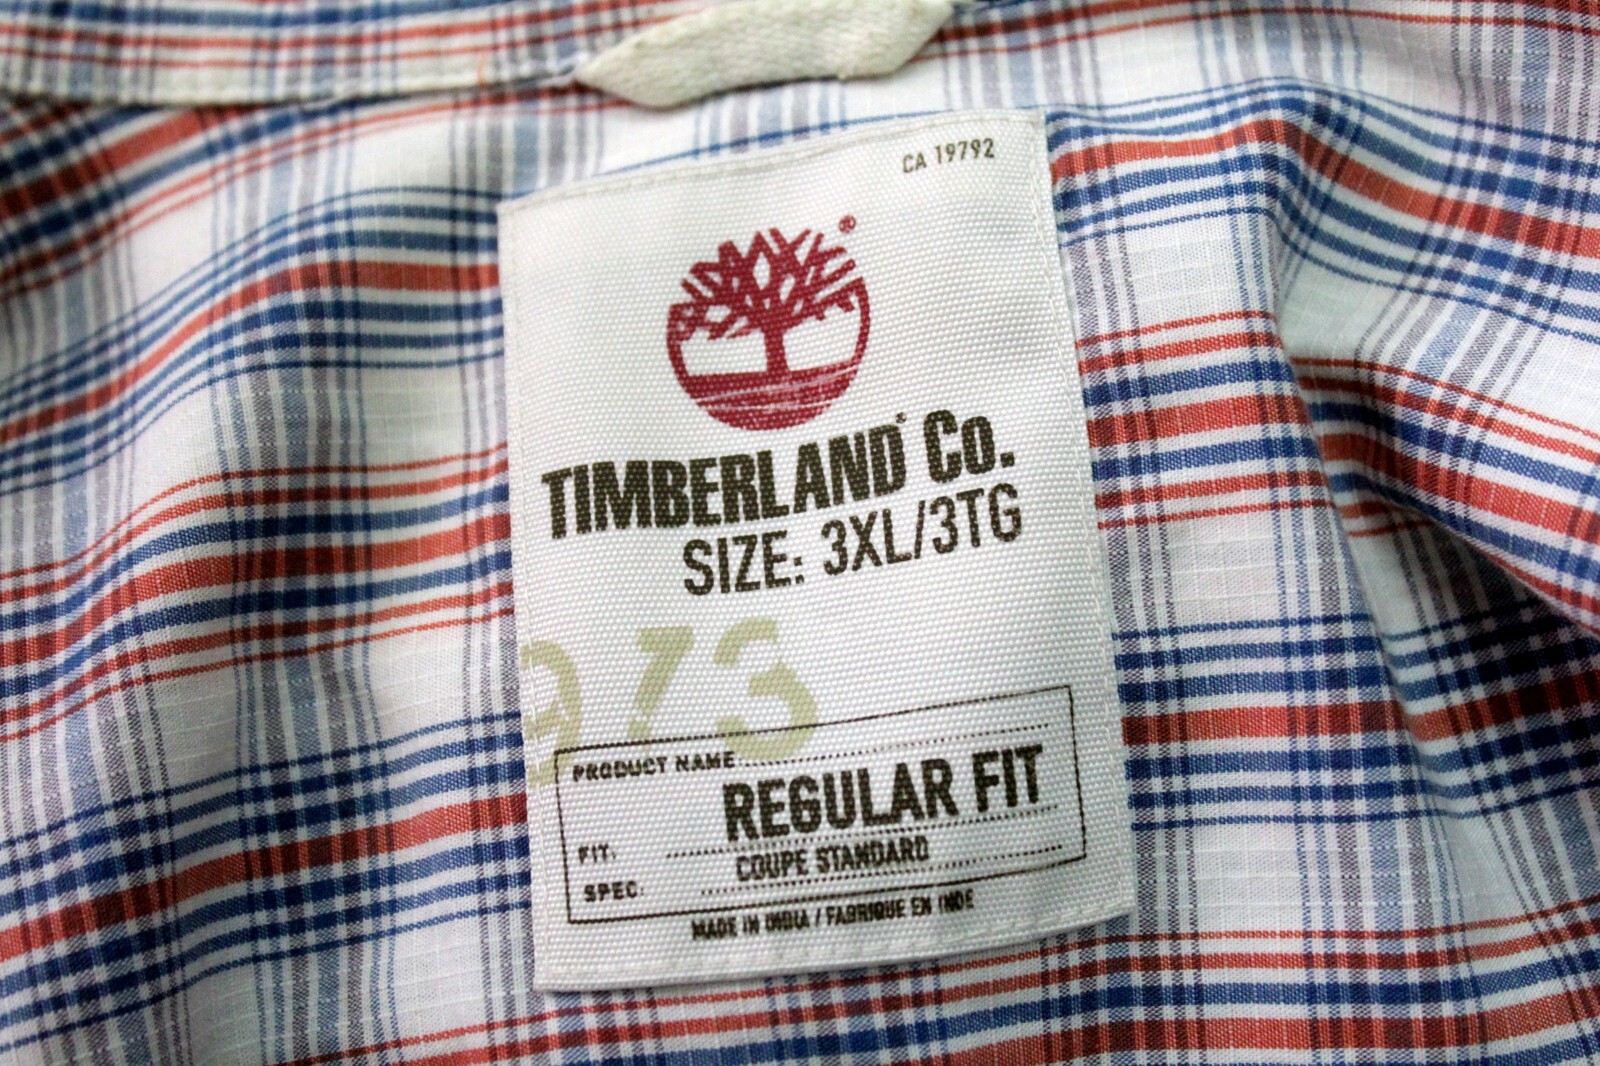 CA 19792
®
TIMBERLAND® Co.
SIZE: 3XL/3TG
973
PRODUCT NAME
REGULAR FIT
FIT:
COUPE STANDARD
SPEC:
MADE IN INDIA / FABRIQUE EN INDE